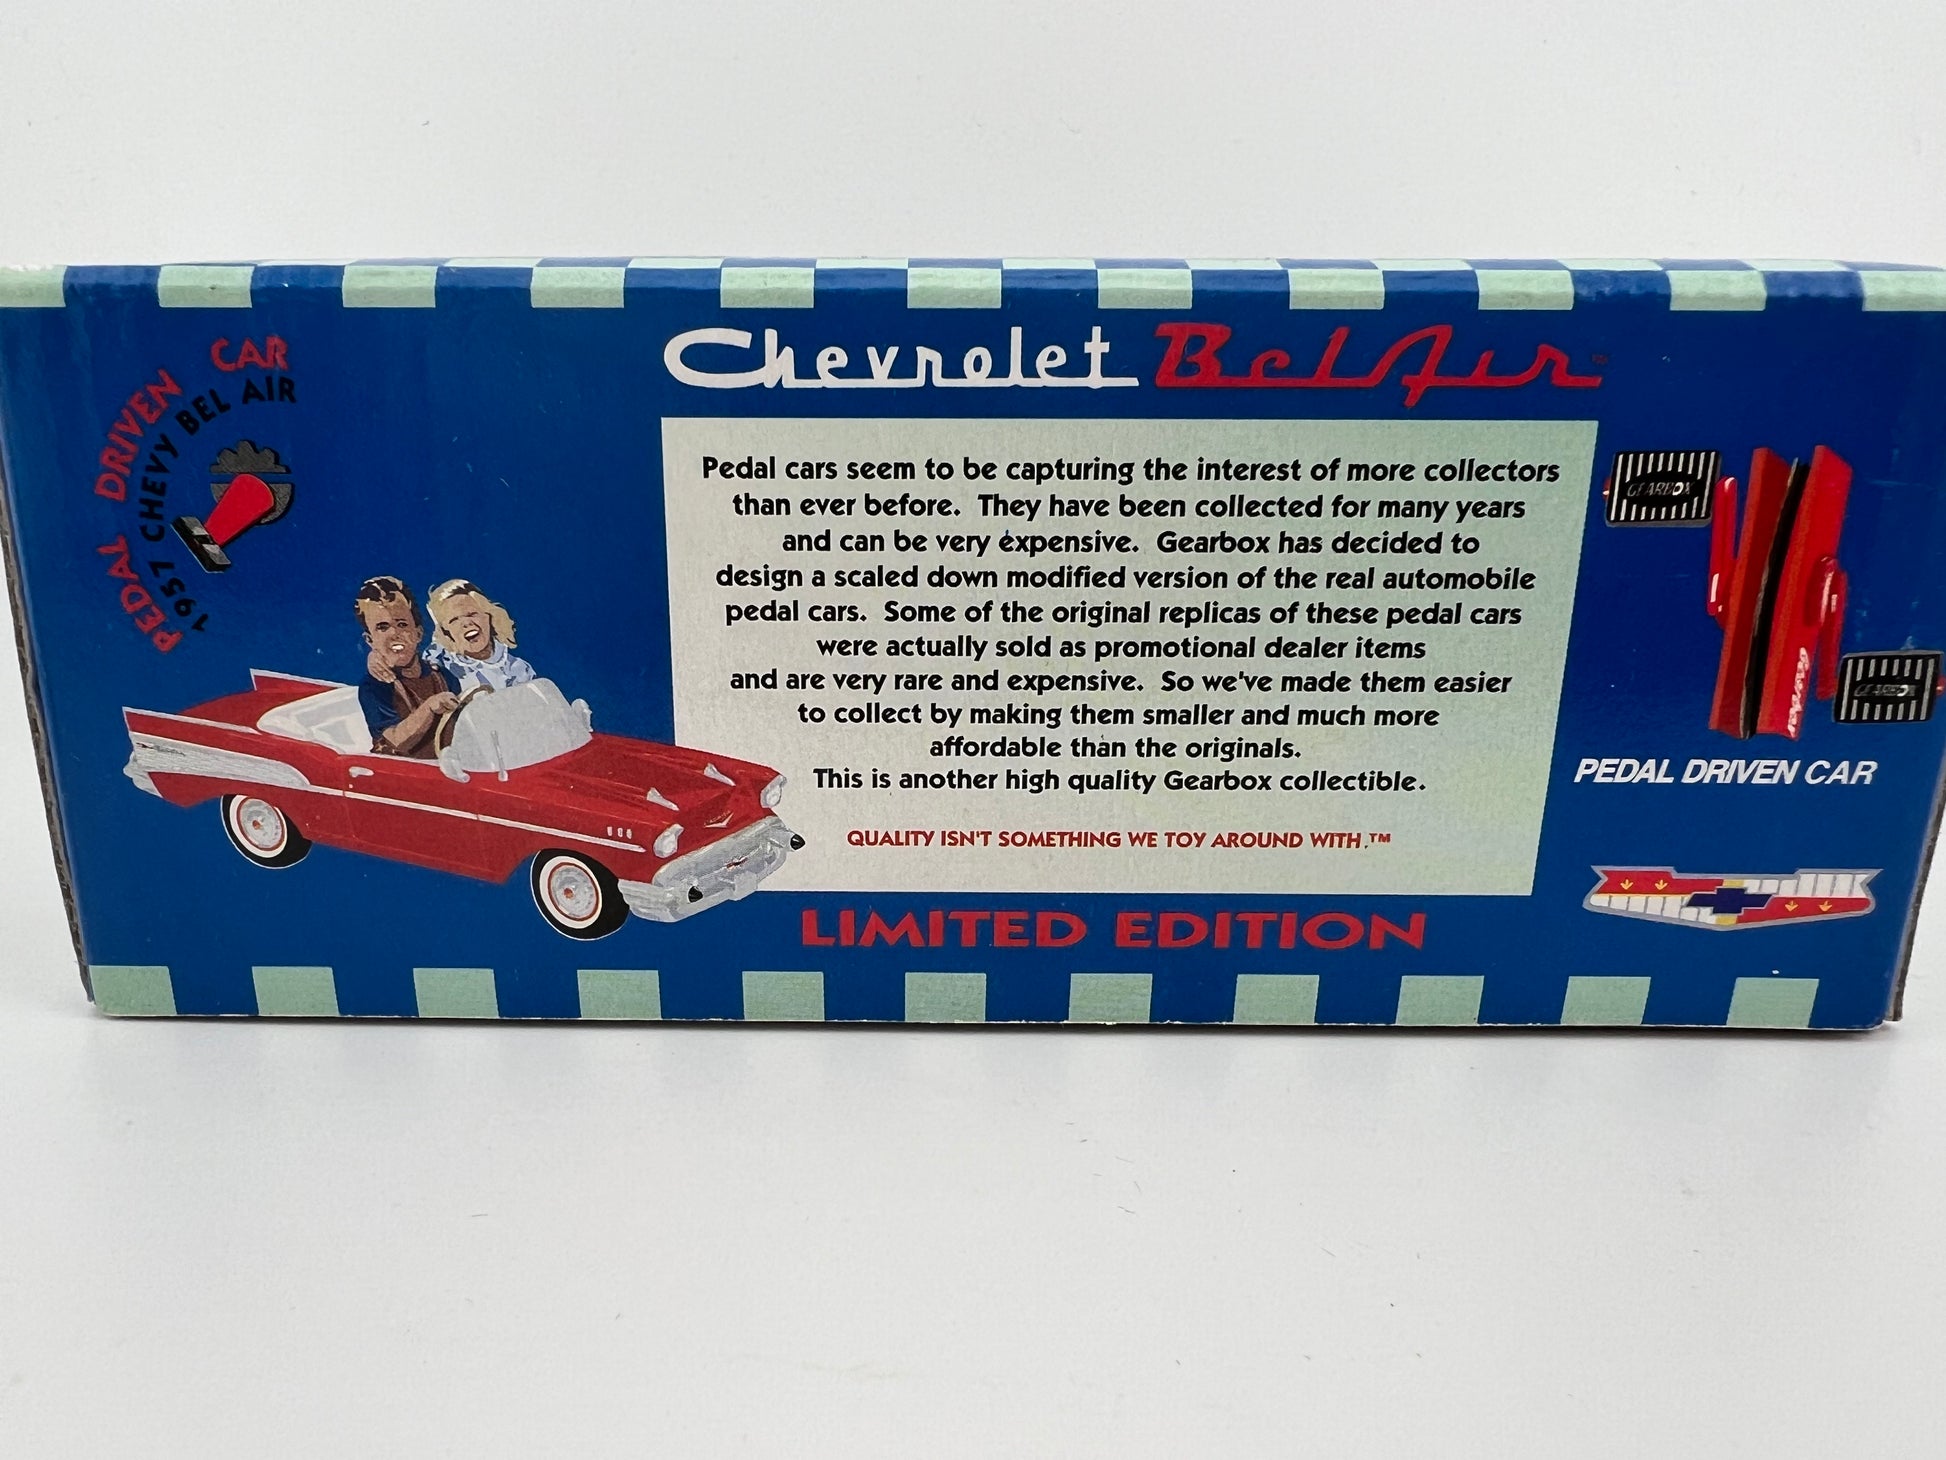 PEDAL DRIVEN CAR
1957 CHEVY BEL AIR
Chevrolet Bel Air
Pedal cars seem to be capturing the interest of more collectors
than ever before. They have been collected for many years
and can be very expensive. Gearbox has decided to
design a scaled down modified version of the real automobile
pedal cars. Some of the original replicas of these pedal cars
were actually sold as promotional dealer items
and are very rare and expensive. So we've made them easier
to collect by making them smaller and much more
affordable than the originals.
This is another high quality Gearbox collectible.
QUALITY ISN'T SOMETHING WE TOY AROUND WITH.™
LIMITED EDITION
GEARBOX
GEARBOX
PEDAL DRIVEN CAR